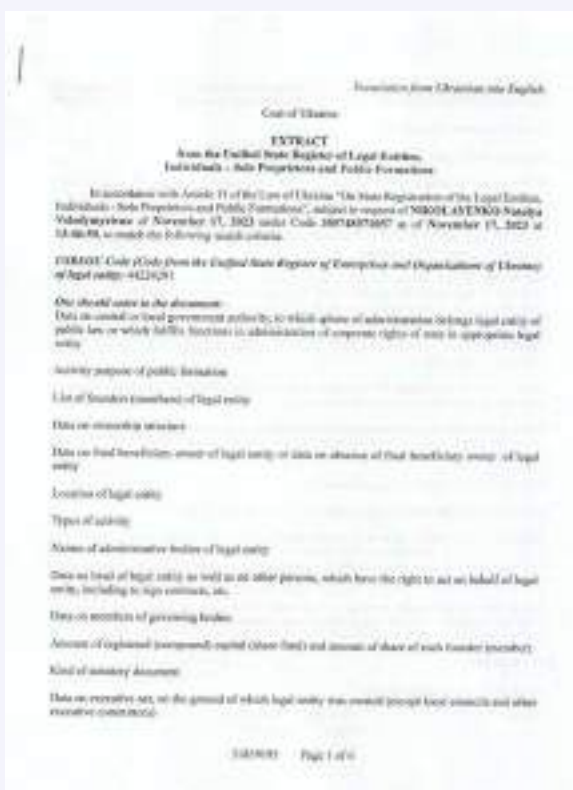 Translation from Ukrainian into English
Coat of Ukraine
EXTRACT
from the Unified State Register of Legal Entities,
Individuals - Sole Proprietors and Public Formations
In accordance with Article 11 of the Law of Ukraine "On State Registration of the Legal Entities,
Individuals - Sole Proprietors and Public Formations", subject to request of NIKOLAYENKO Natalya
of November 17, 2023 under Code as of November 17, 2023 at
to match the following search criteria:
Code (Code from the Unified State Register of Enterprises and Organizations of Ukraine)
of legal entity:
One should enter in the document:
Data on central or local government authority, to which sphere of administration belongs legal entity of
public law or which fulfils functions in administration of corporate rights of state in appropriate legal
entity
Activity purpose of public formation
List of founders (members) of legal entity
Data on ownership structure
Data on final beneficiary owner of legal entity or data on absence of final beneficiary owner of legal
entity
Location of legal entity
Types of activity
Names of administrative bodies of legal entity
Data on head of legal entity as well as on other persons, which have the right to act on behalf of legal
entity, including to sign contracts, etc.
Data on members of governing bodies
Amount of registered (compound) capital (share fund) and amount of share of each founder (member)
Kind of statutory document
Data on executive act, on the ground of which legal entity was created (except local councils and other
executive committees)
Page 1 of 6